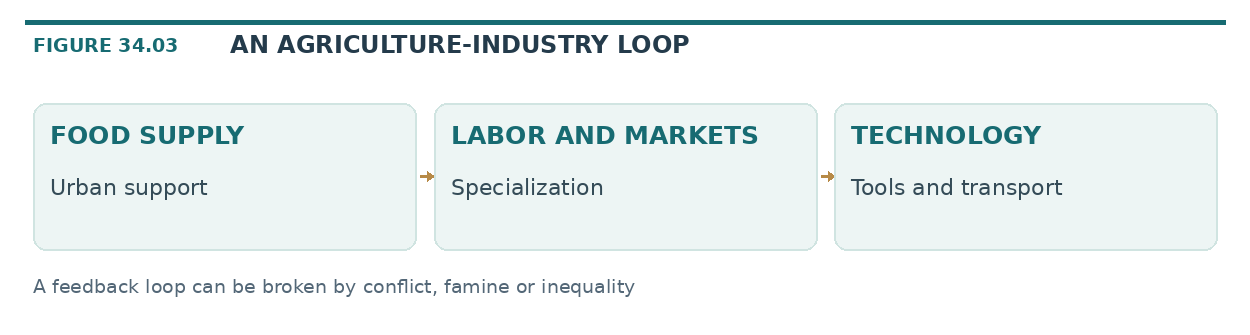 FIGURE 34.03 AN AGRICULTURE-INDUSTRY LOOP
FOOD SUPPLY
Urban support
LABOR AND MARKETS
Specialization
TECHNOLOGY
Tools and transport
A feedback loop can be broken by conflict, famine or inequality